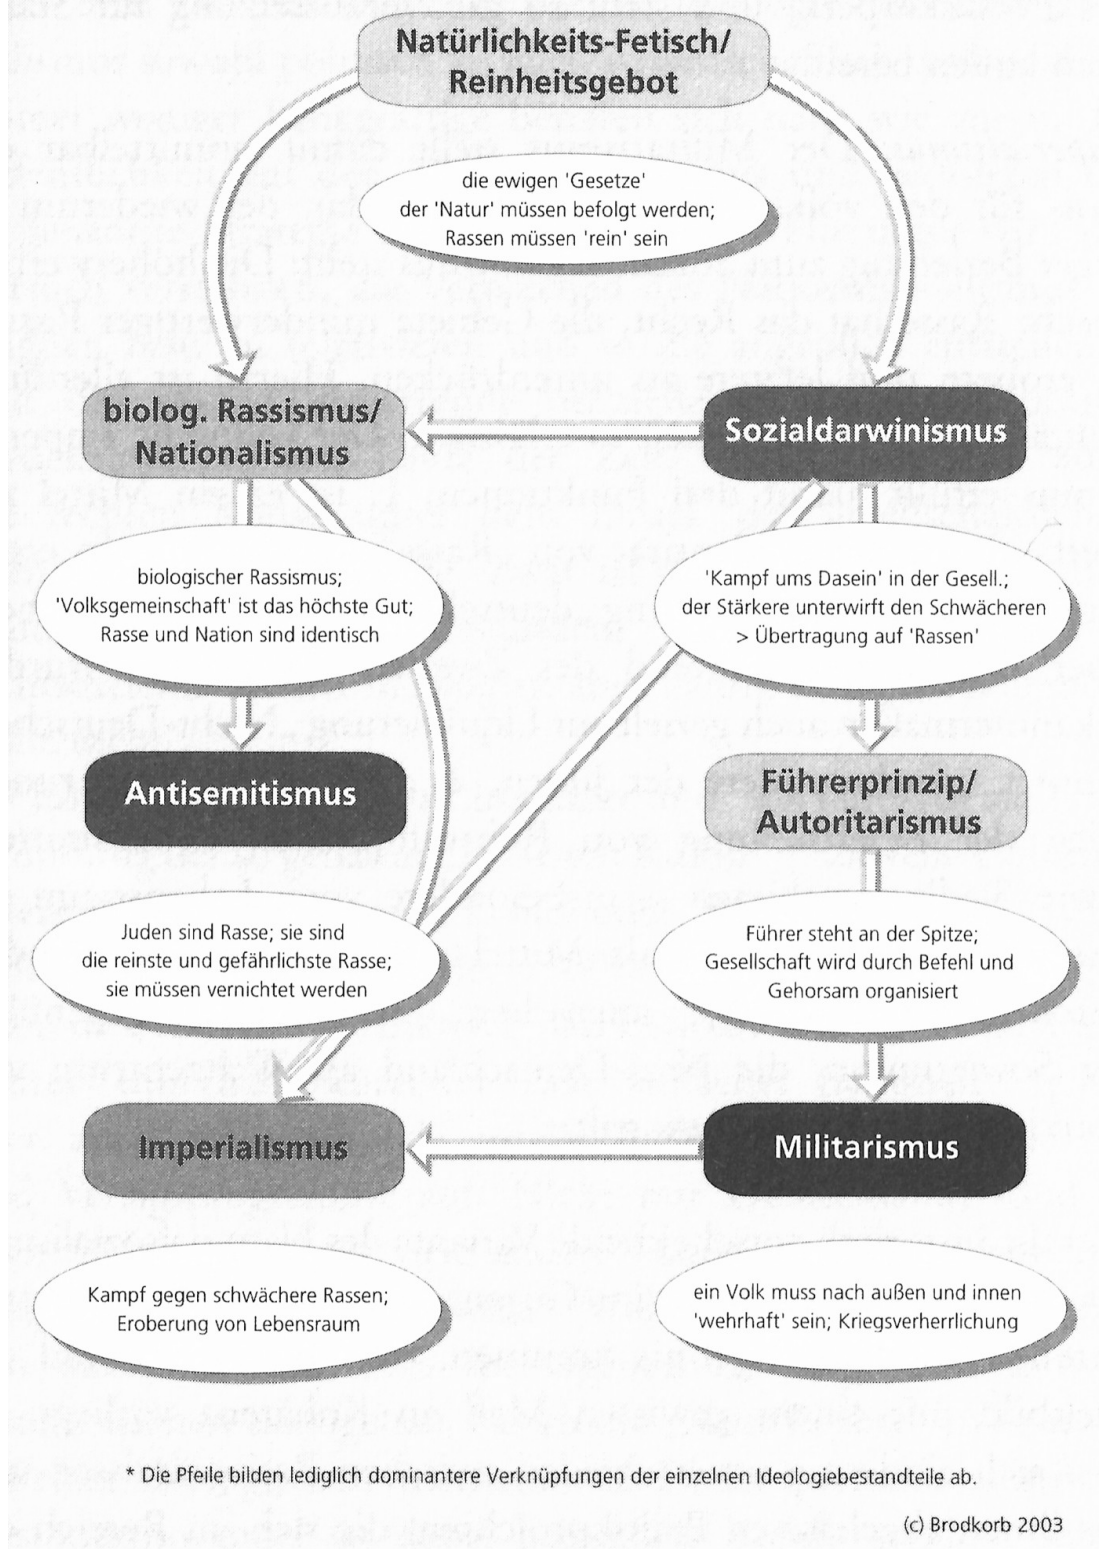 Natürlichkeits-Fetisch/
Reinheitsgebot
die ewigen 'Gesetze'
der 'Natur' müssen befolgt werden;
Rassen müssen 'rein' sein
biolog. Rassismus/
Nationalismus
Sozialdarwinismus
biologischer Rassismus;
'Volksgemeinschaft' ist das höchste Gut;
Rasse und Nation sind identisch
'Kampf ums Dasein' in der Gesell.;
der Stärkere unterwirft den Schwächeren
> Übertragung auf 'Rassen'
Antisemitismus
Führerprinzip/
Autoritarismus
Juden sind Rasse; sie sind
die reinste und gefährlichste Rasse;
sie müssen vernichtet werden
Führer steht an der Spitze;
Gesellschaft wird durch Befehl und
Gehorsam organisiert
Imperialismus
Militarismus
Kampf gegen schwächere Rassen;
Eroberung von Lebensraum
ein Volk muss nach außen und innen
'wehrhaft' sein; Kriegsverherrlichung
* Die Pfeile bilden lediglich dominantere Verknüpfungen der einzelnen Ideologiebestandteile ab.
(c) Brodkorb 2003